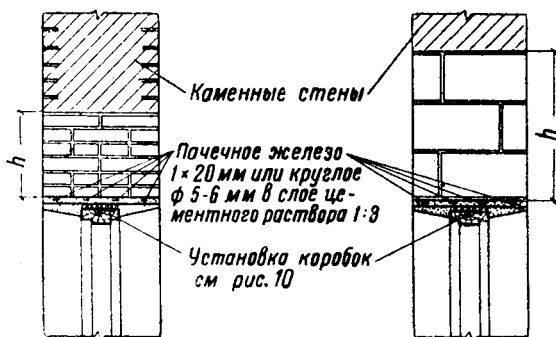 Каменные стены
h
Пачечное железо
1×20 мм или круглое
ϕ 5-6 мм в слое це-
ментного раствора 1:3
h
Установка коробок
см рис. 10